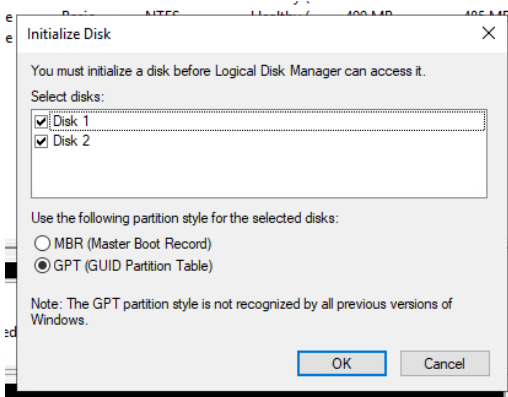 Initialize Disk
You must initialize a disk before Logical Disk Manager can access it.
Select disks:
Disk 1
Disk 2
Use the following partition style for the selected disks:
MBR (Master Boot Record)
GPT (GUID Partition Table)
Note: The GPT partition style is not recognized by all previous versions of
Windows.
OK Cancel